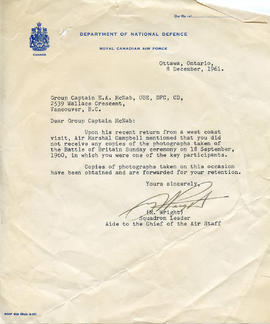 Our file no.
CANADA
DEPARTMENT OF NATIONAL DEFENCE
ROYAL CANADIAN AIR FORCE
Ottawa, Ontario,
8 December, 1961.
Group Captain E.A. McNab, OBE, DFC, CD,
2539 Wallace Crescent,
Vancouver, B.C.
Dear Group Captain McNab:
Upon his recent return from a west coast
visit, Air Marshal Campbell mentioned that you did
not receive any copies of the photographs taken of
the Battle of Britain Sunday ceremony on 18 September,
1960, in which you were one of the key participants.
Copies of photographs taken on this occasion
have been obtained and are forwarded for your retention.
Yours sincerely,
Wright
Wright)
Squadron Leader
Aide to the Chief of the Air Staff